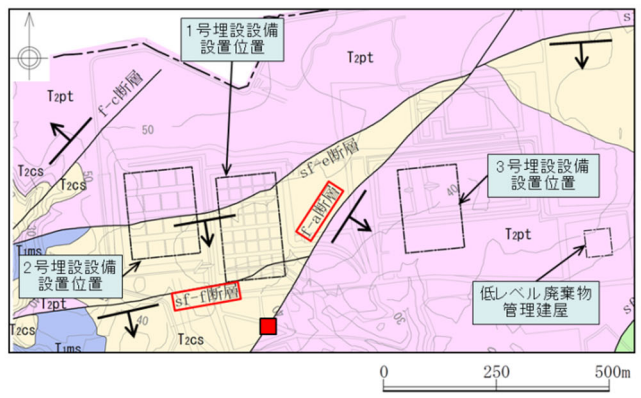 1号埋設設備
設置位置
T₂pt
T₂pt
f-c断層
50
T₂cs
T₂cs
50
sf-e断層
3号埋設設備
設置位置
40
f-a断層
T₂pt
T₁ms
2号埋設設備
設置位置
低レベル廃棄物
管理建屋
T₂pt
sf-f断層
40
T₂cs
T₂cs
T₁ms
0 250 500m